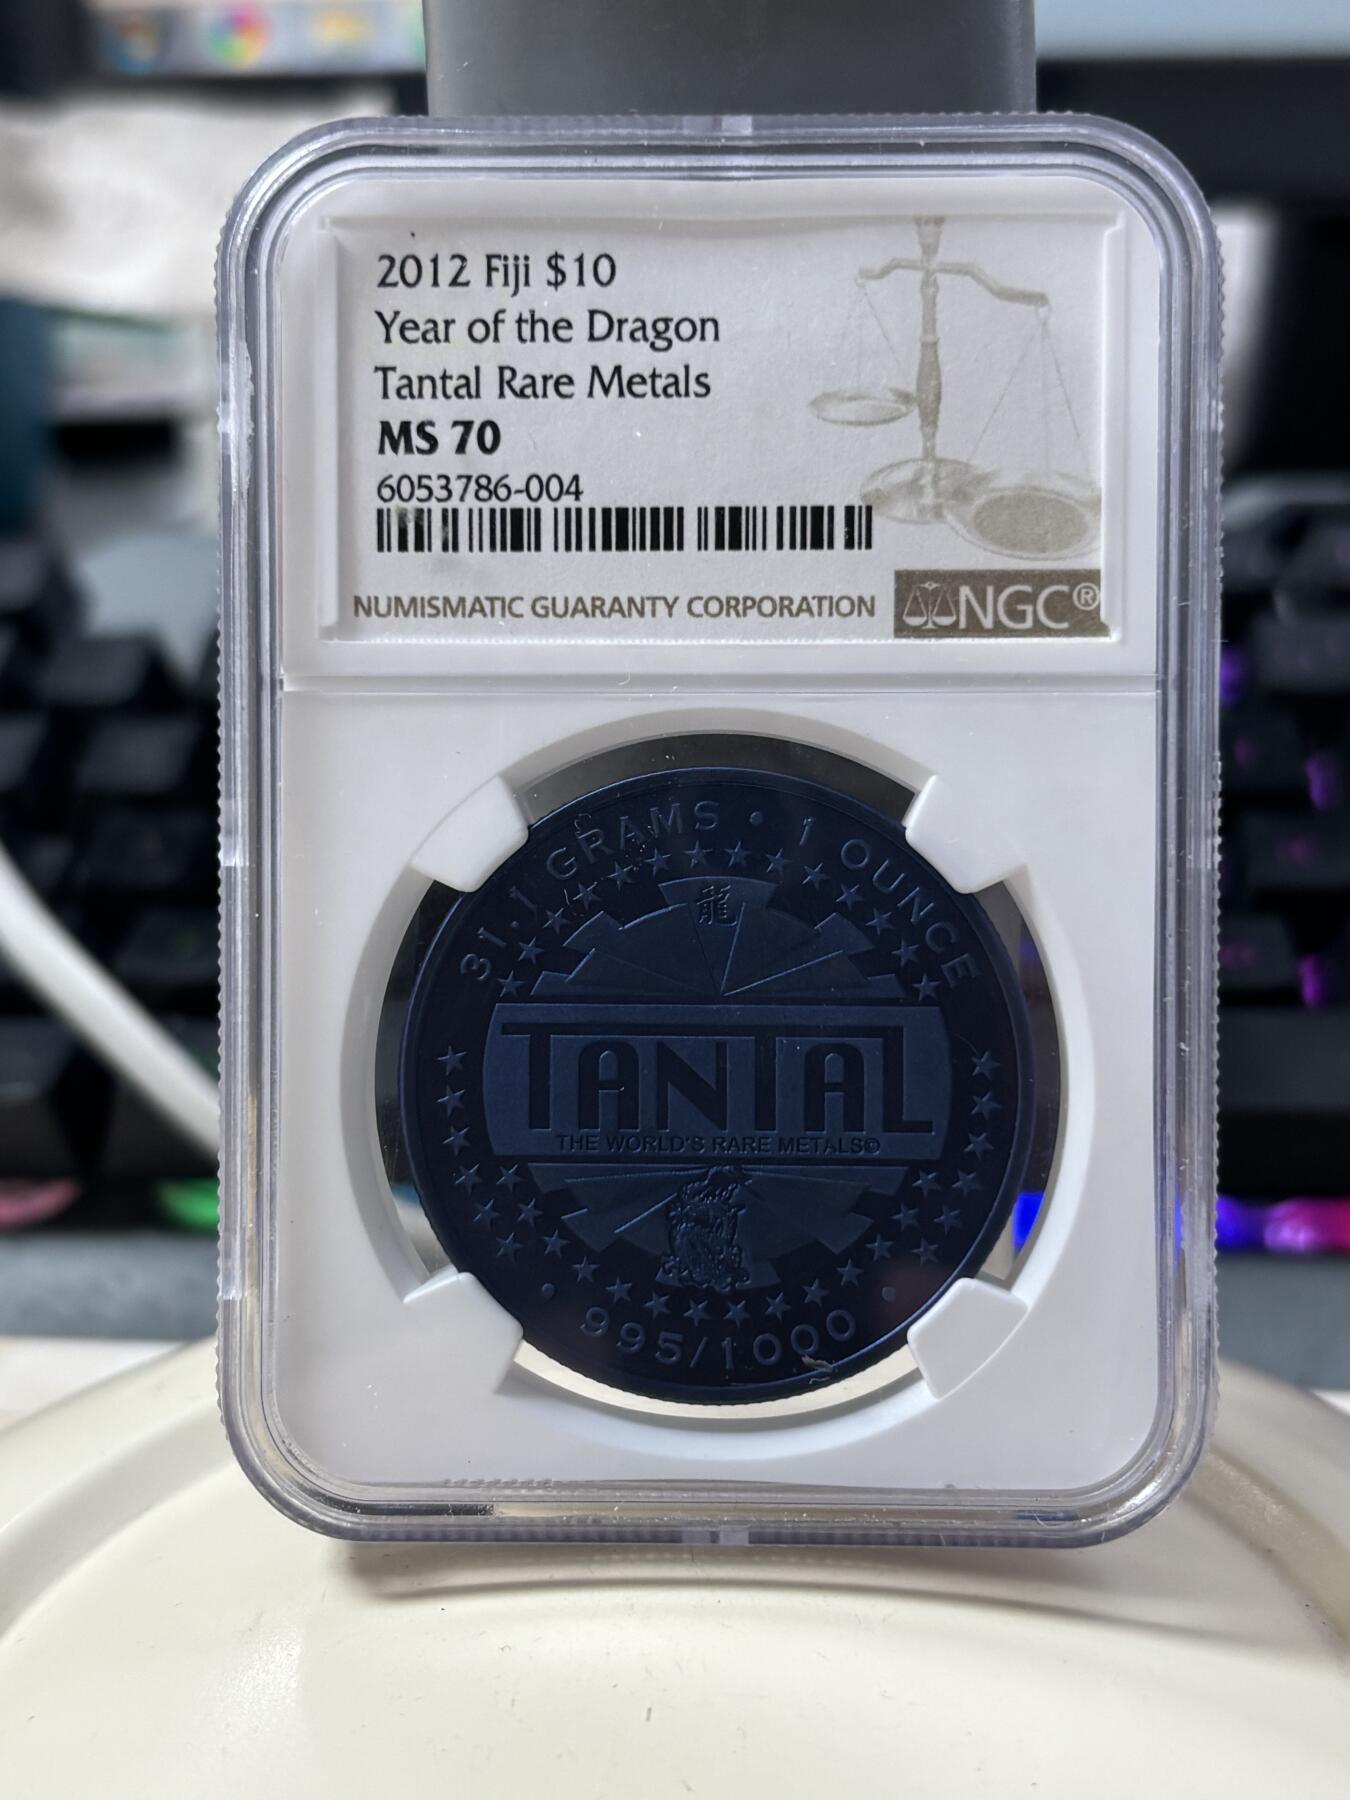 2012 Fiji $10
Year of the Dragon
Tantal Rare Metals
MS 70
6053786-004
NUMISMATIC GUARANTY CORPORATION
NGC®
31.1 GRAMS • 1 OUNCE
龍
TANTAL
THE WORLD'S RARE METALS©
• 995/1000 •